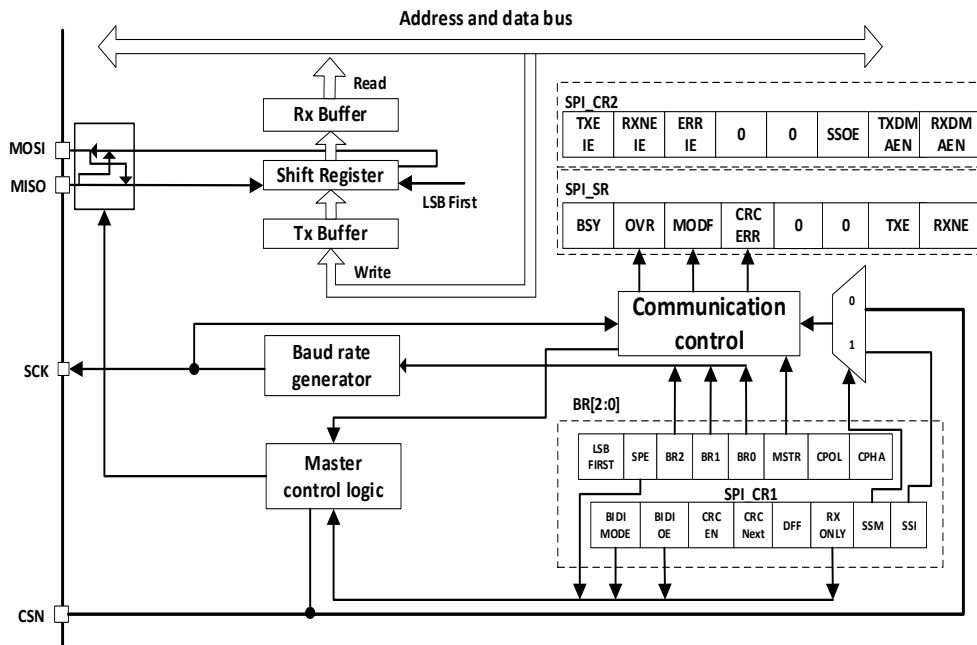 Address and data bus
Read
Rx Buffer
MOSI
MISO
Shift Register
LSB First
Tx Buffer
Write
SPI_CR2
TXE
IE
RXNE
IE
ERR
IE
0
0
SSOE
TXDM
AEN
RXDM
AEN
SPI_SR
BSY
OVR
MODF
CRC
ERR
0
0
TXE
RXNE
Communication
control
0
1
SCK
Baud rate
generator
BR[2:0]
LSB
FIRST
SPE
BR2
BR1
BR0
MSTR
CPOL
CPHA
Master
control logic
SPI_CR1
BIDI
MODE
BIDI
OE
CRC
EN
CRC
Next
DFF
RX
ONLY
SSM
SSI
CSN